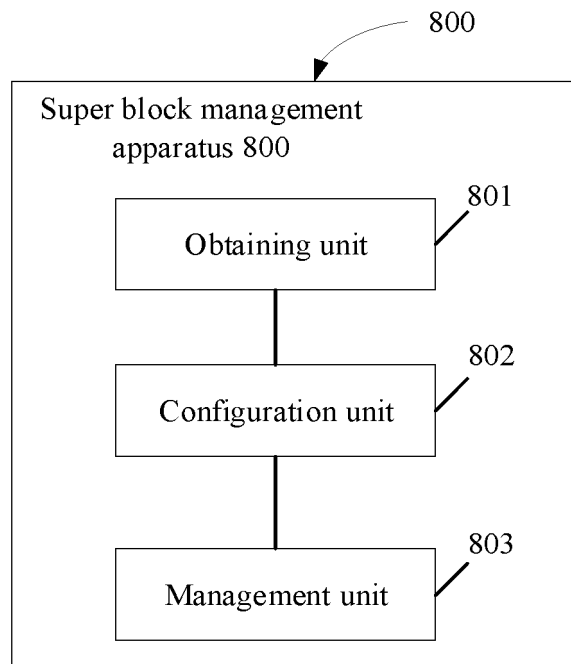 800
Super block management
apparatus 800
801
Obtaining unit
802
Configuration unit
803
Management unit